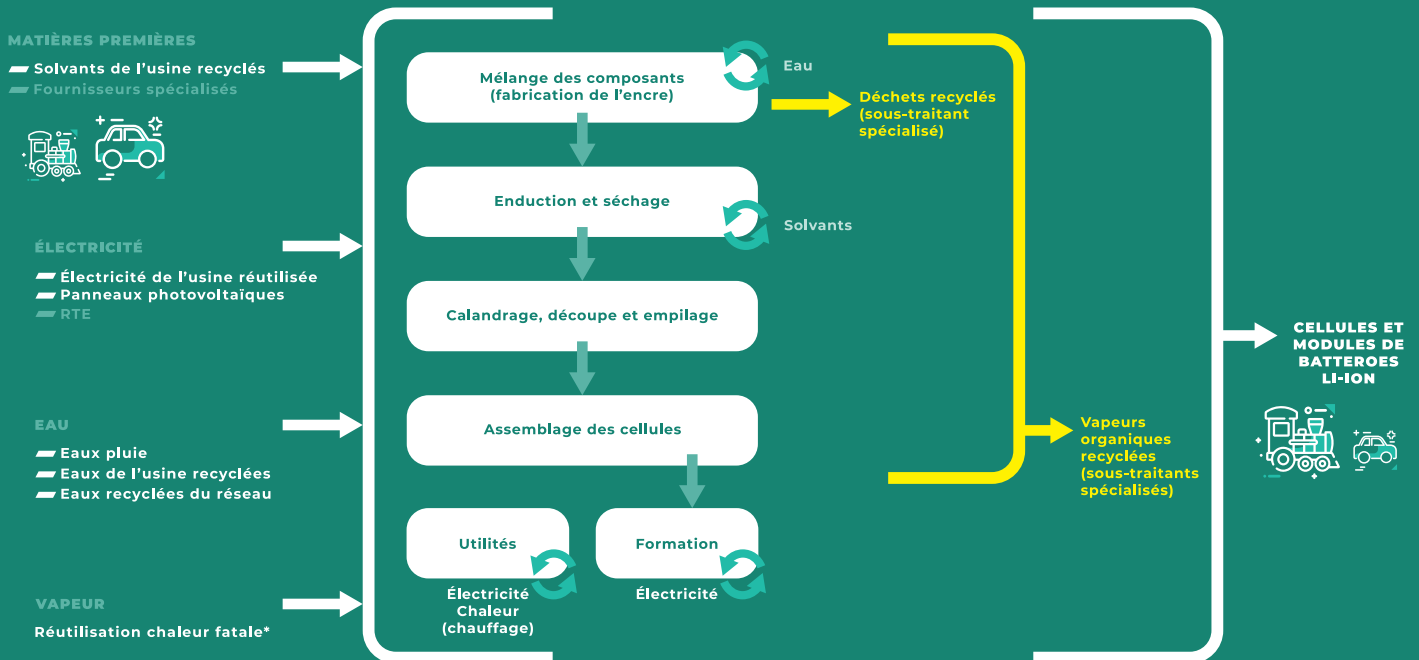 MATIÈRES PREMIÈRES
Solvants de l'usine recyclés
Fournisseurs spécialisés
ÉLECTRICITÉ
Électricité de l'usine réutilisée
Panneaux photovoltaïques
RTE
EAU
Eaux pluie
Eaux de l'usine recyclées
Eaux recyclées du réseau
VAPEUR
Réutilisation chaleur fatale*
Mélange des composants
(fabrication de l'encre)
Eau
Déchets recyclés
(sous-traitant
spécialisé)
Enduction et séchage
Solvants
Calandrage, découpe et empilage
Assemblage des cellules
Utilités
Électricité
Chaleur
(chauffage)
Formation
Électricité
Vapeurs
organiques
recyclées
(sous-traitants
spécialisés)
CELLULES ET
MODULES DE
BATTEROES
LI-ION